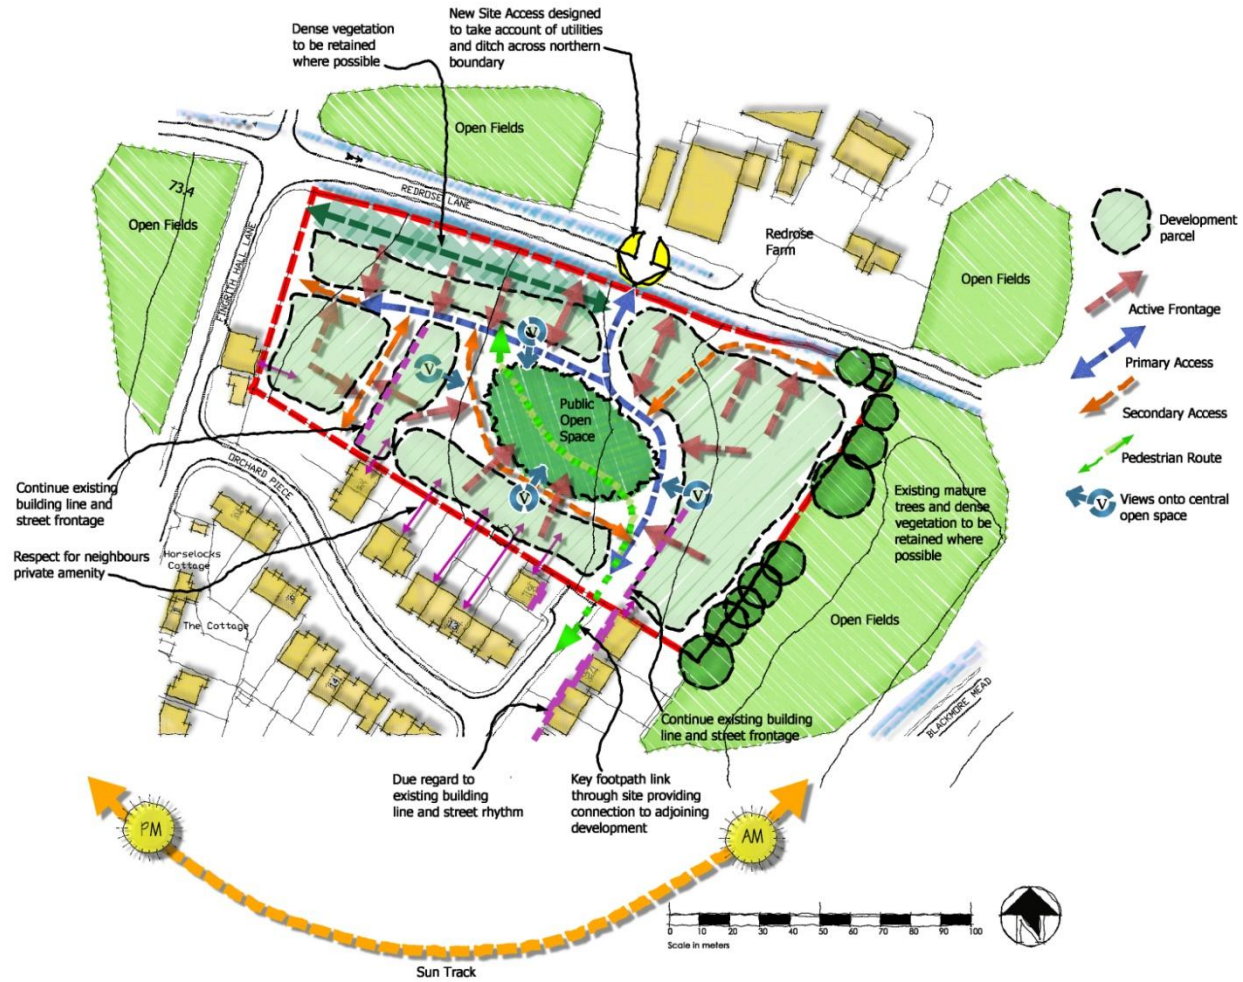 Dense vegetation
to be retained
where possible
New Site Access designed
to take account of utilities
and ditch across northern
boundary
Open Fields
73.4
Open Fields
REDROSE LANE
FINGRITH HALL LANE
Redrose
Farm
Open Fields
Development
parcel
Active Frontage
Primary Access
Secondary Access
Pedestrian Route
V Views onto central
open space
V
V
V
V
Public
Open
Space
Continue existing
building line and
street frontage
ORCHARD PIECE
Respect for neighbours
private amenity
Horselocks
Cottage
The Cottage
13
14
Existing mature
trees and dense
vegetation to be
retained where
possible
Open Fields
BLACKMORE MEAD
Continue existing building
line and street frontage
Due regard to
existing building
line and street rhythm
Key footpath link
through site providing
connection to adjoining
development
PM
AM
Sun Track
0 10 20 30 40 50 60 70 80 90 100
Scale in meters